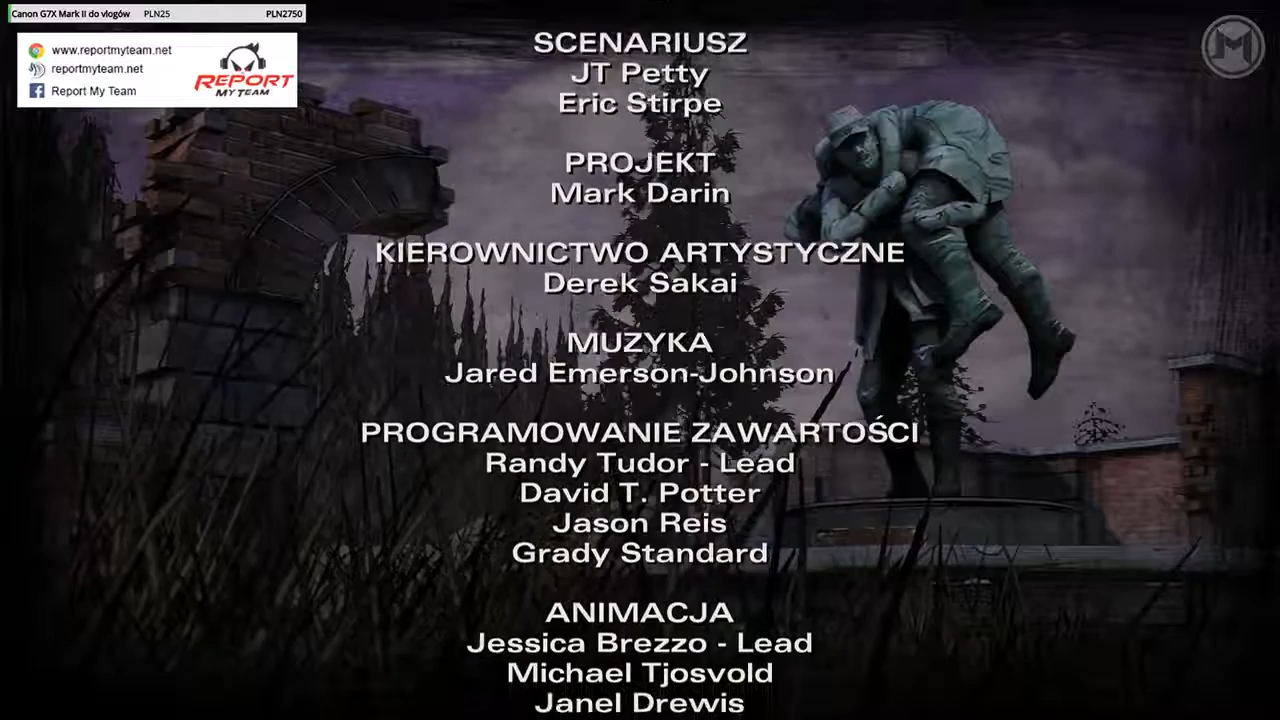 Canon G7X Mark II do vlogów PLN25 PLN2750
www.reportmyteam.net
reportmyteam.net
Report My Team
REPORT
MY TEAM
M
SCENARIUSZ
JT Petty
Eric Stirpe
PROJEKT
Mark Darin
KIEROWNICTWO ARTYSTYCZNE
Derek Sakai
MUZYKA
Jared Emerson-Johnson
PROGRAMOWANIE ZAWARTOŚCI
Randy Tudor - Lead
David T. Potter
Jason Reis
Grady Standard
ANIMACJA
Jessica Brezzo - Lead
Michael Tjosvold
Janel Drewis